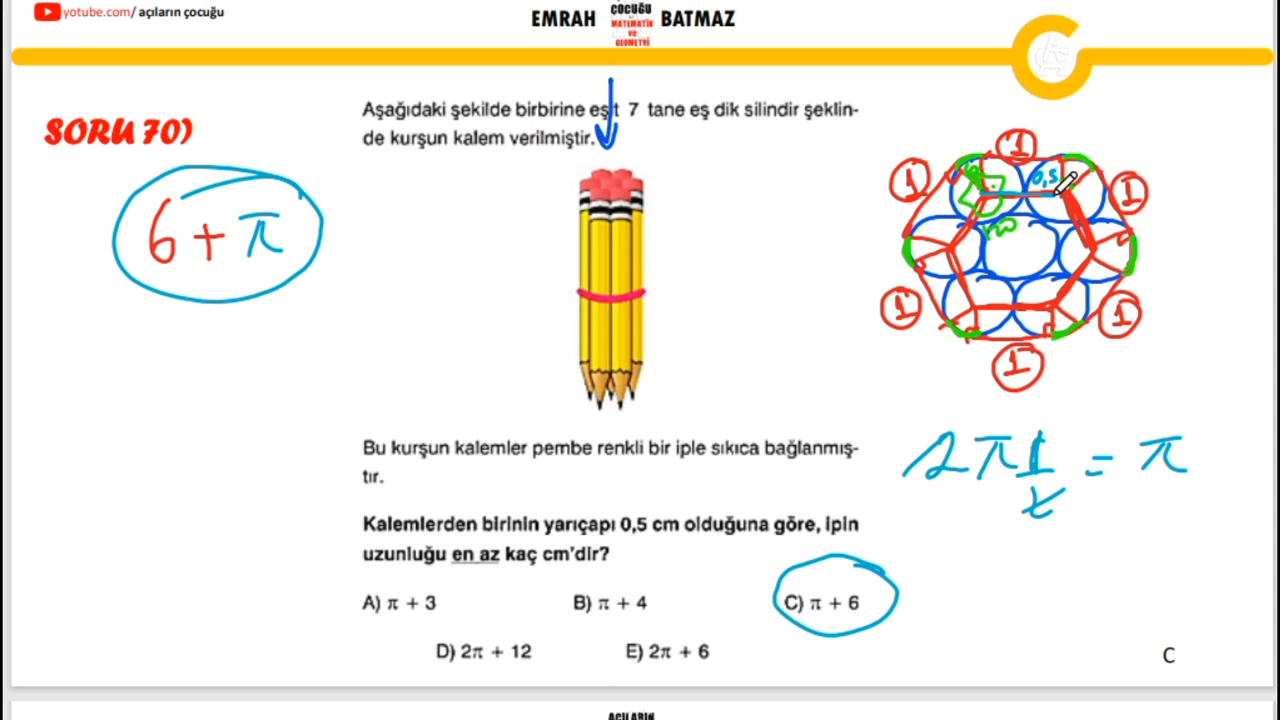 yotube.com/ açıların çocuğu
EMRAH
ÇOCUĞU
MATEMATİK
ve
GEOMETRİ
BATMAZ
SORU 70)
6 + π
Aşağıdaki şekilde birbirine eşit 7 tane eş dik silindir şeklin-
de kurşun kalem verilmiştir.
1
1
1
0,5
1
1
1
120
2π 1/2 = π
Bu kurşun kalemler pembe renkli bir iple sıkıca bağlanmış-
tır.
Kalemlerden birinin yarıçapı 0,5 cm olduğuna göre, ipin
uzunluğu en az kaç cm'dir?
A) π + 3
B) π + 4
C) π + 6
D) 2π + 12
E) 2π + 6
C
AÇILARIN